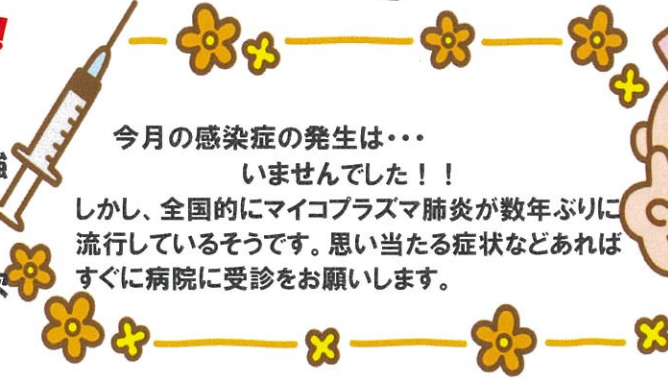 今月の感染症の発生は・・・
いませんでした！！
しかし、全国的にマイコプラズマ肺炎が数年ぶりに
流行しているそうです。思い当たる症状などあれば
すぐに病院に受診をお願いします。